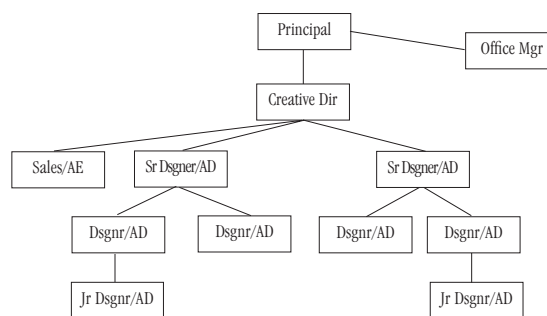 Principal
Office Mgr
Creative Dir
Sales/AE
Sr Dsgner/AD
Sr Dsgner/AD
Dsgnr/AD
Dsgnr/AD
Dsgnr/AD
Dsgnr/AD
Jr Dsgnr/AD
Jr Dsgnr/AD